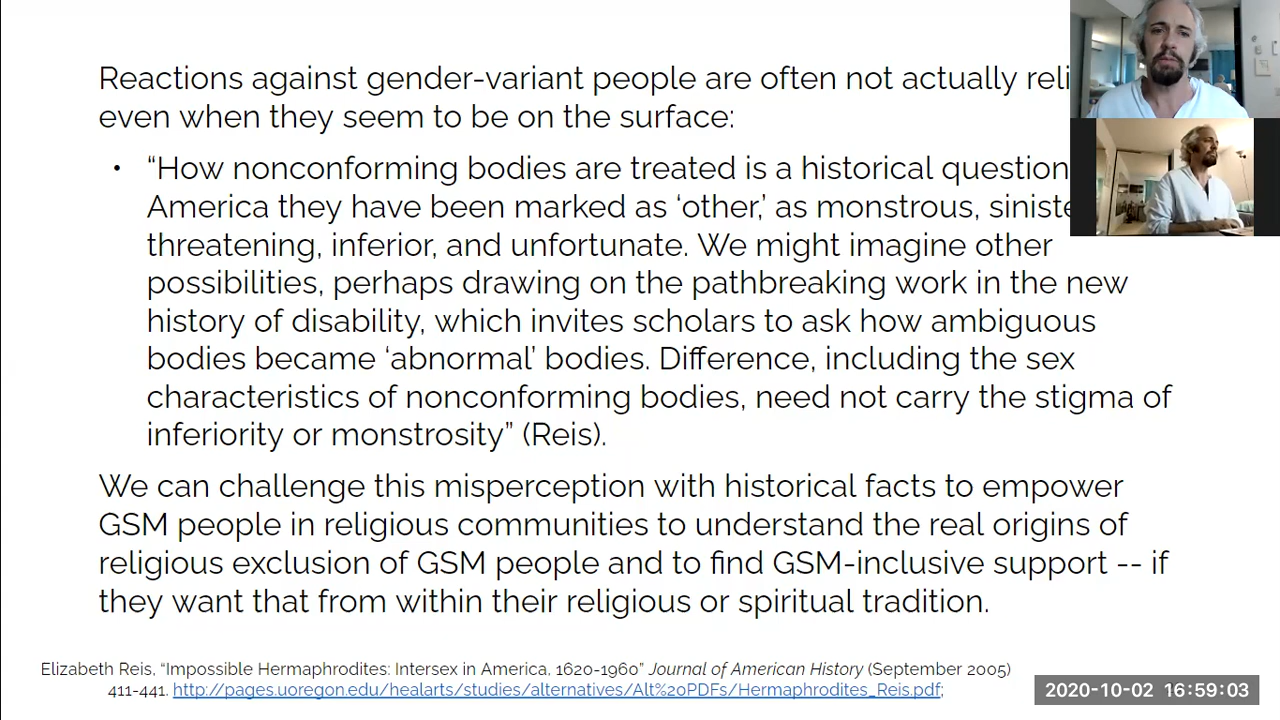 Reactions against gender-variant people are often not actually
even when they seem to be on the surface:
• “How nonconforming bodies are treated is a historical question
America they have been marked as ‘other,’ as monstrous,
threatening, inferior, and unfortunate. We might imagine other
possibilities, perhaps drawing on the pathbreaking work in the new
history of disability, which invites scholars to ask how ambiguous
bodies became ‘abnormal’ bodies. Difference, including the sex
characteristics of nonconforming bodies, need not carry the stigma of
inferiority or monstrosity” (Reis).
We can challenge this misperception with historical facts to empower
GSM people in religious communities to understand the real origins of
religious exclusion of GSM people and to find GSM-inclusive support -- if
they want that from within their religious or spiritual tradition.
Elizabeth Reis, “Impossible Hermaphrodites: Intersex in America, 1620-1960” Journal of American History (September 2005)
411-441. http://pages.uoregon.edu/healarts/studies/alternatives/Alt%20PDFs/Hermaphrodites_Reis.pdf;
2020-10-02 16:59:03